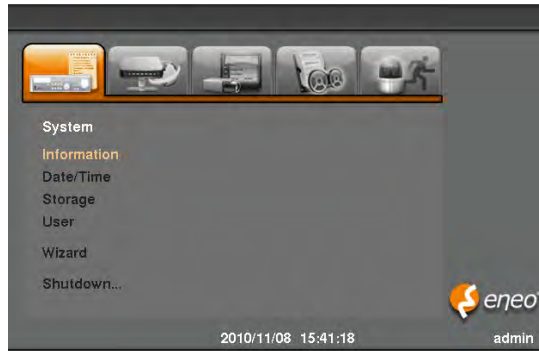 System
Information
Date/Time
Storage
User
Wizard
Shutdown...
eneo
2010/11/08 15:41:18
admin